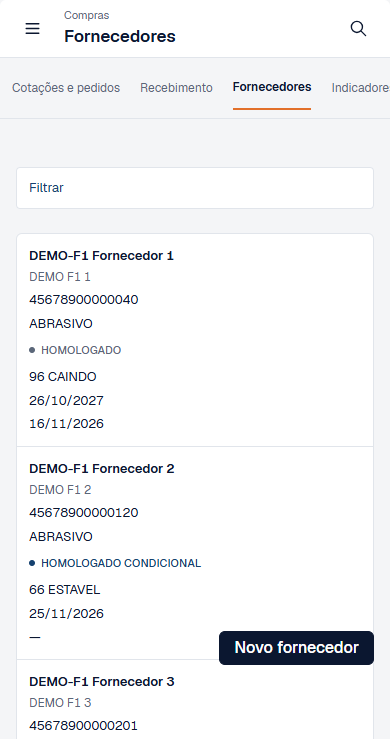 Compras
Fornecedores
Cotações e pedidos Recebimento Fornecedores Indicadores
Filtrar
DEMO-F1 Fornecedor 1
DEMO F1 1
45678900000040
ABRASIVO
HOMOLOGADO
96 CAINDO
26/10/2027
16/11/2026
DEMO-F1 Fornecedor 2
DEMO F1 2
45678900000120
ABRASIVO
HOMOLOGADO CONDICIONAL
66 ESTAVEL
25/11/2026
—
Novo fornecedor
DEMO-F1 Fornecedor 3
DEMO F1 3
45678900000201